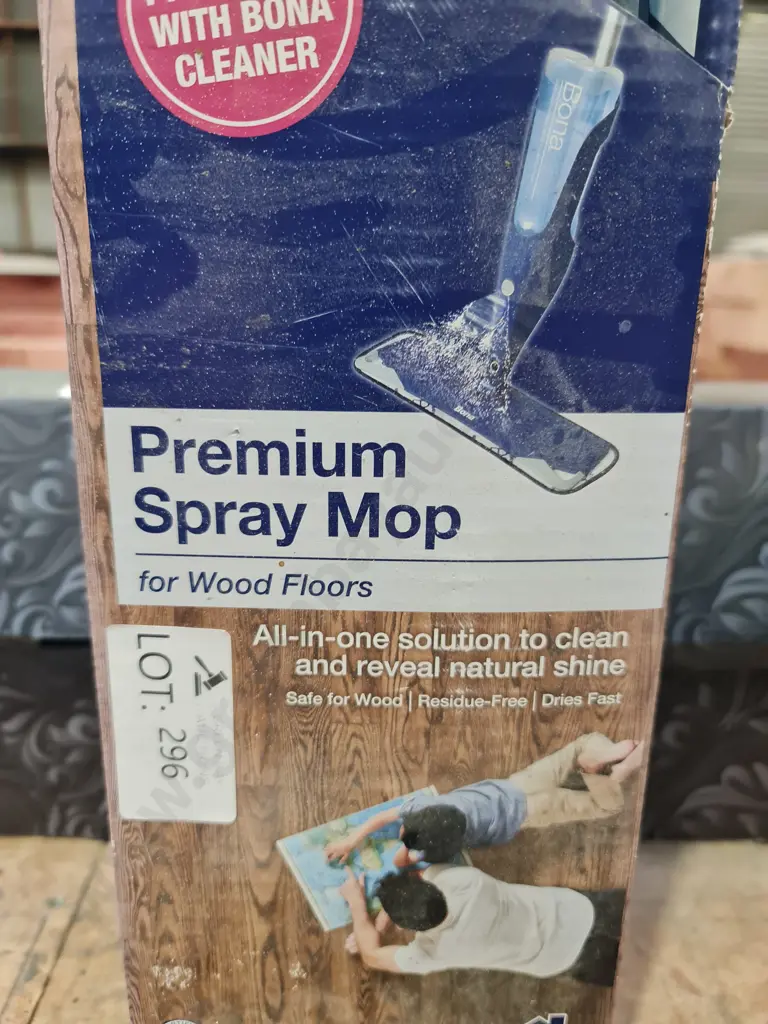 WITH BONA
CLEANER
Bona
Bona
Premium
Spray Mop
for Wood Floors
All-in-one solution to clean
and reveal natural shine
Safe for Wood | Residue-Free | Dries Fast
LOT: 296